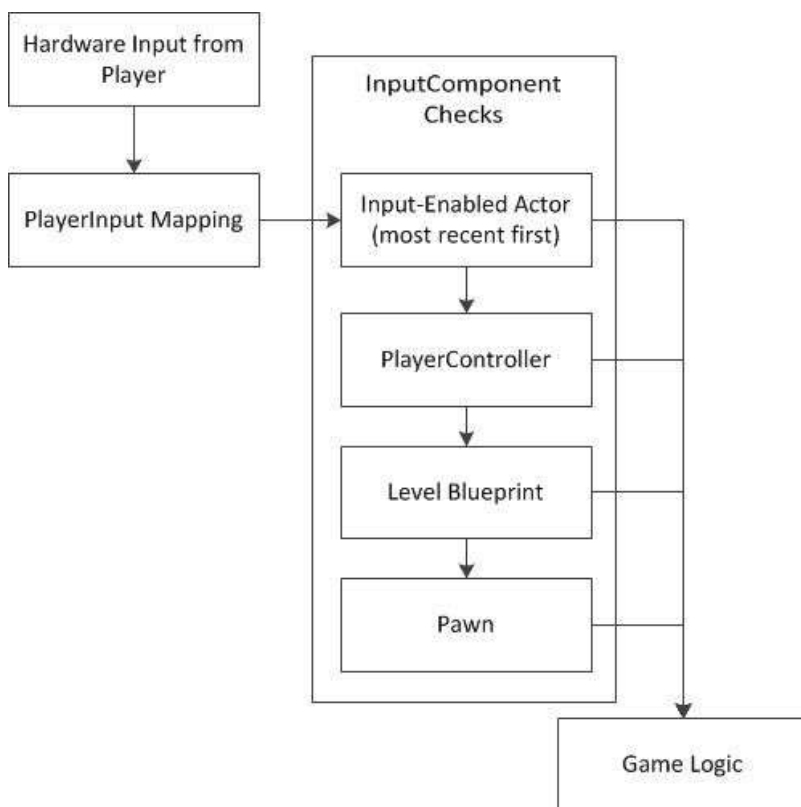 Hardware Input from
Player
InputComponent
Checks
PlayerInput Mapping
Input-Enabled Actor
(most recent first)
PlayerController
Level Blueprint
Pawn
Game Logic